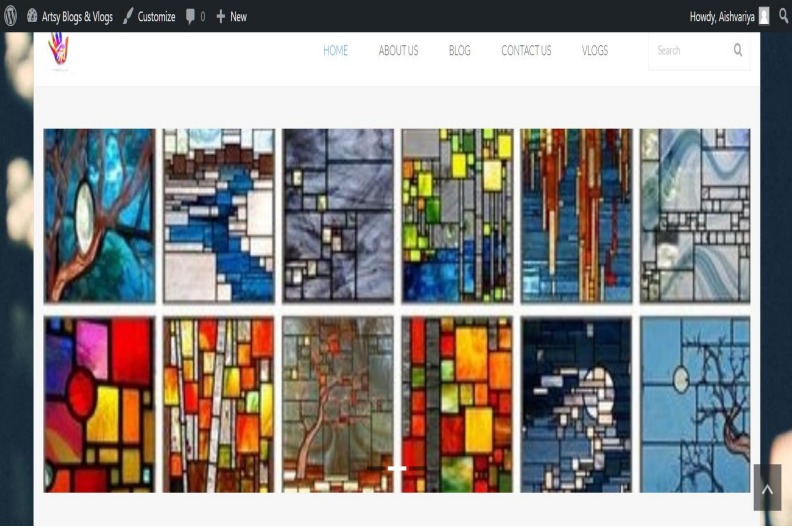 Artsy Blogs & Vlogs Customize 0 New Howdy, Aishvariya
HOME ABOUT US BLOG CONTACT US VLOGS Search